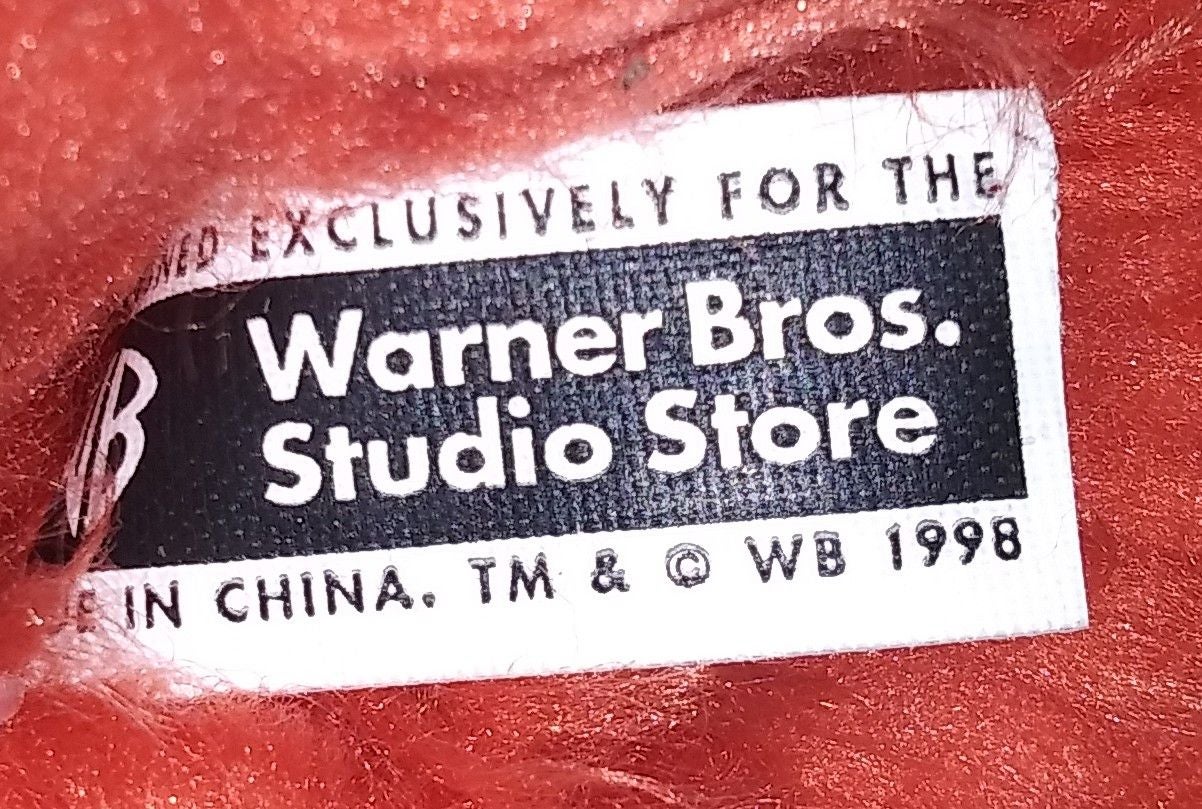 EXCLUSIVELY FOR THE
Warner Bros.
Studio Store
IN CHINA. TM & © WB 1998